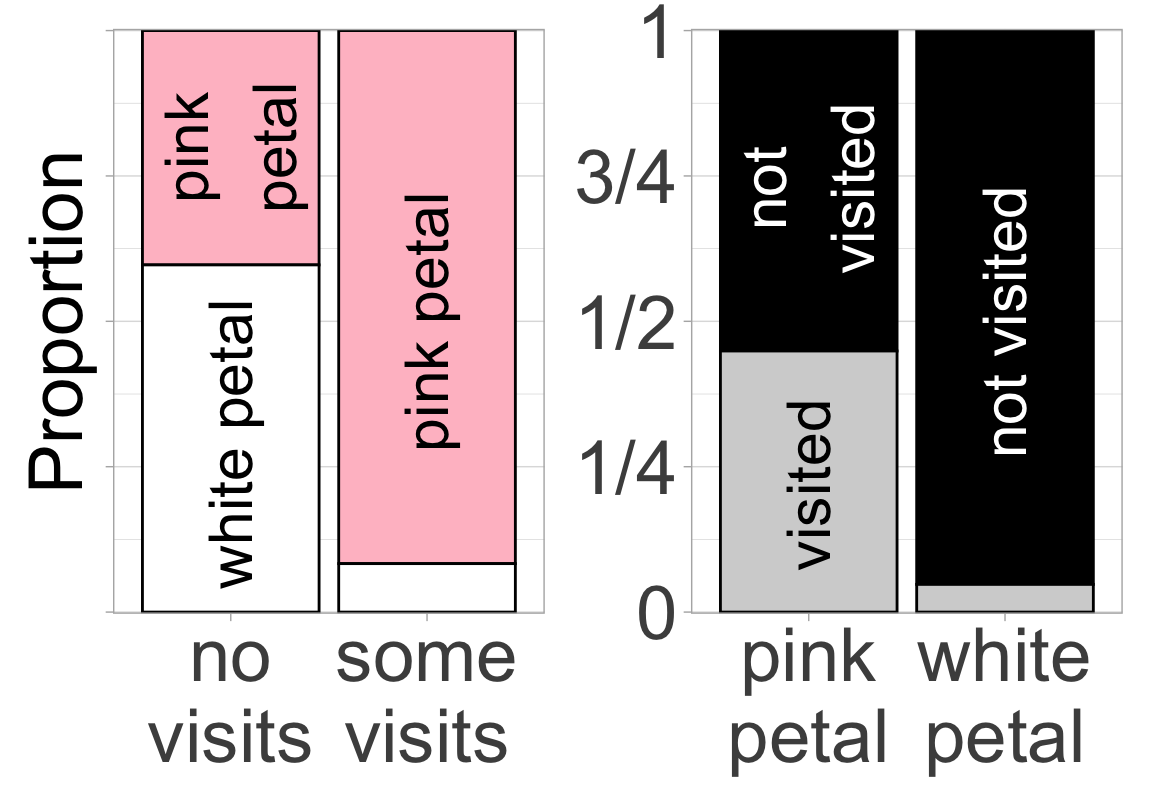 Proportion
pink
petal
white petal
pink petal
no
visits
some
visits
1
3/4
1/2
1/4
0
not
visited
visited
not visited
pink
petal
white
petal